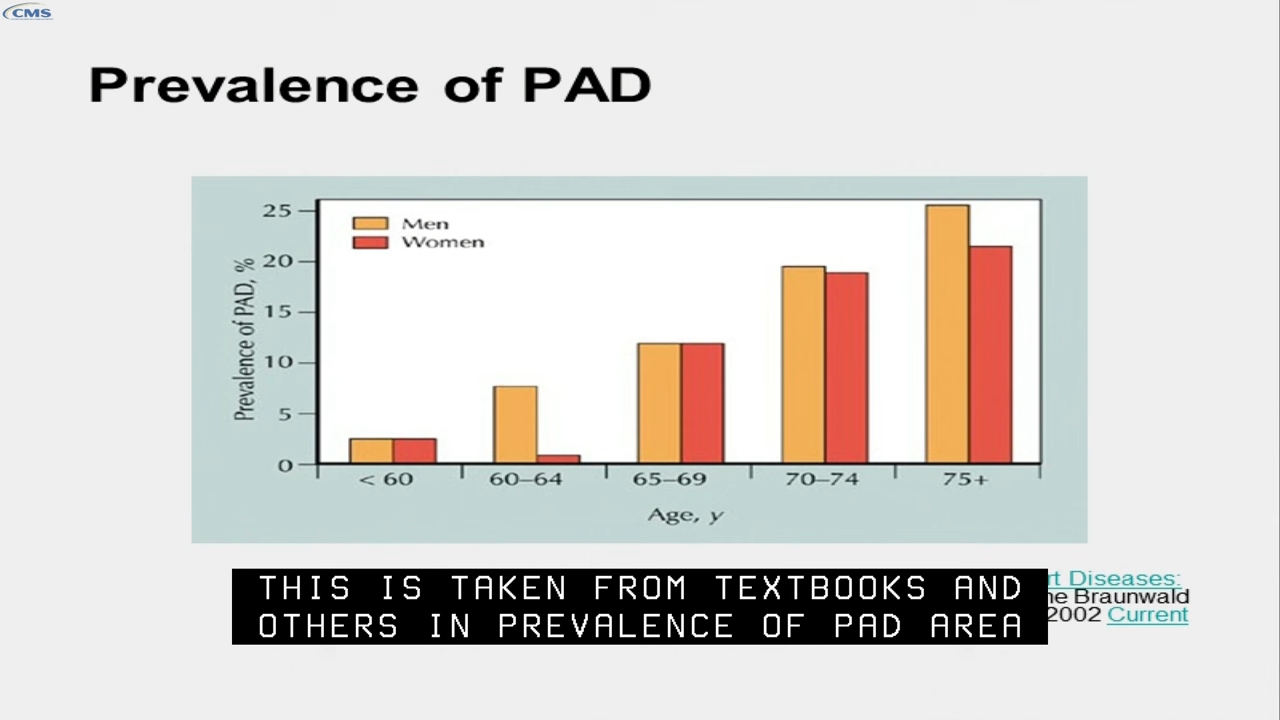 CMS
Prevalence of PAD
25
20
15
10
5
0
Prevalence of PAD, %
Men
Women
< 60
60–64
65–69
70–74
75+
Age, y
Diseases:
Braunwald
2002 Current
THIS IS TAKEN FROM TEXTBOOKS AND
OTHERS IN PREVALENCE OF PAD AREA